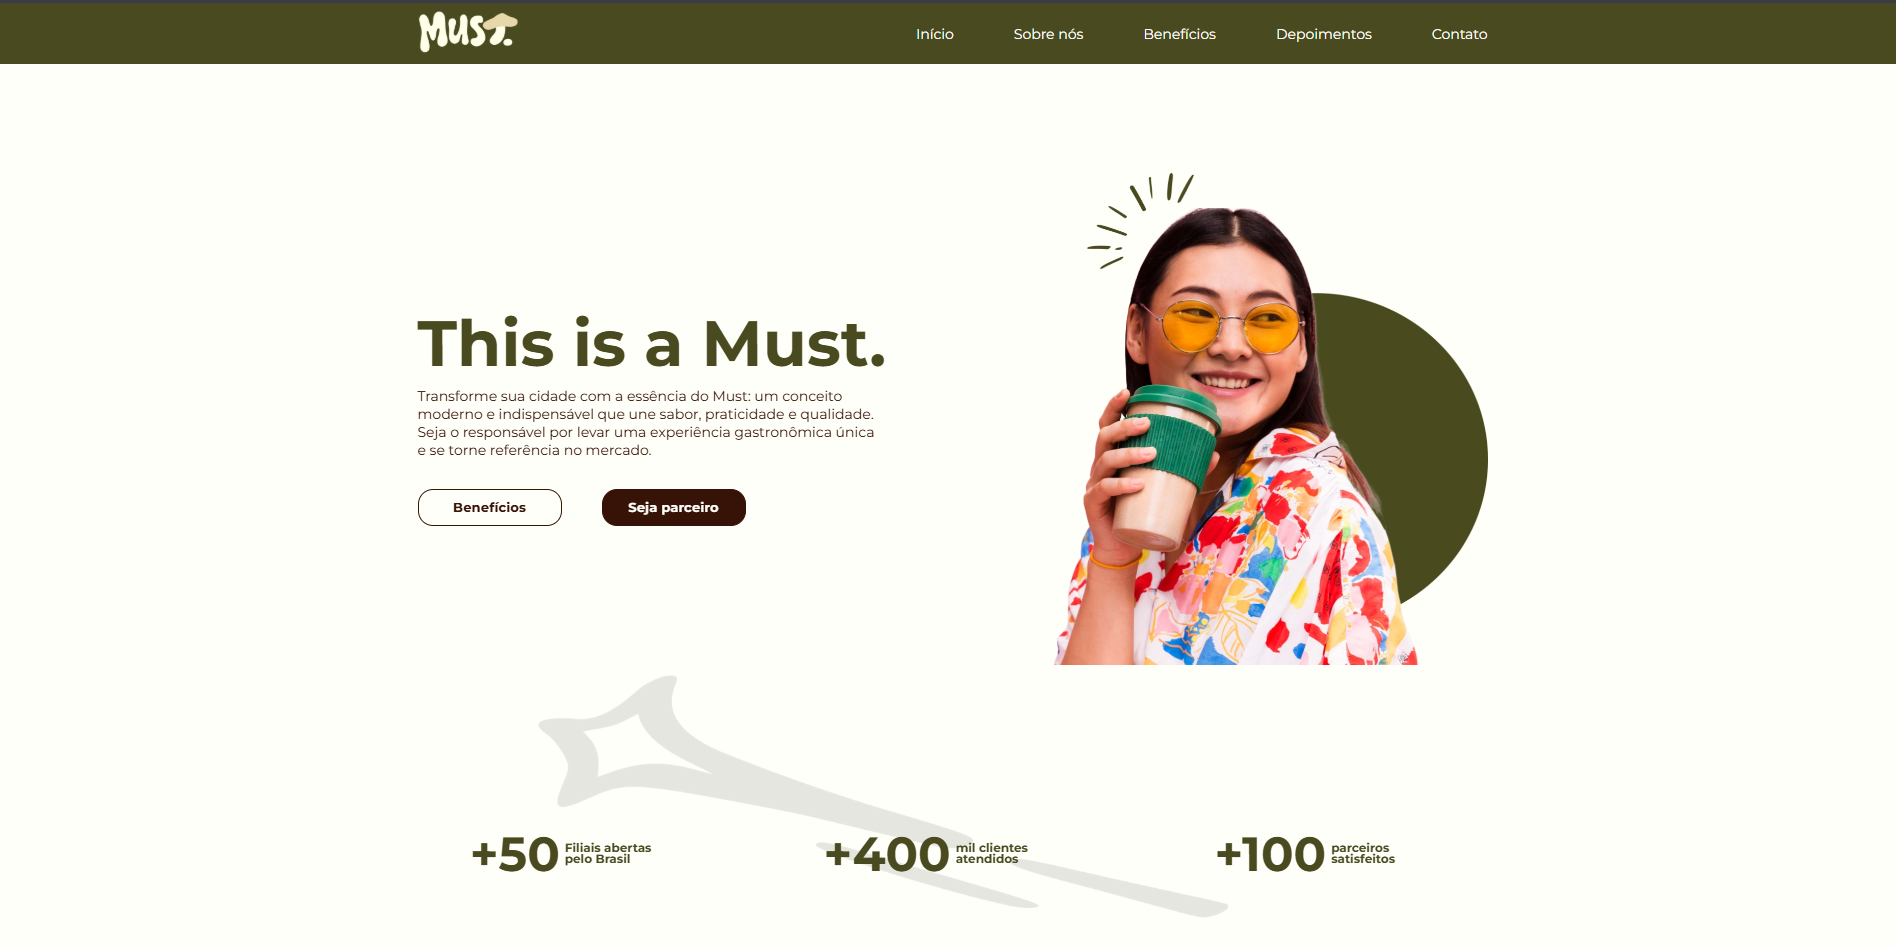 Must.
Início
Sobre nós
Benefícios
Depoimentos
Contato
This is a Must.
Transforme sua cidade com a essência do Must: um conceito
moderno e indispensável que une sabor, praticidade e qualidade.
Seja o responsável por levar uma experiência gastronômica única
e se torne referência no mercado.
Benefícios
Seja parceiro
+50 Filiais abertas
pelo Brasil
+400 mil clientes
atendidos
+100 parceiros
satisfeitos